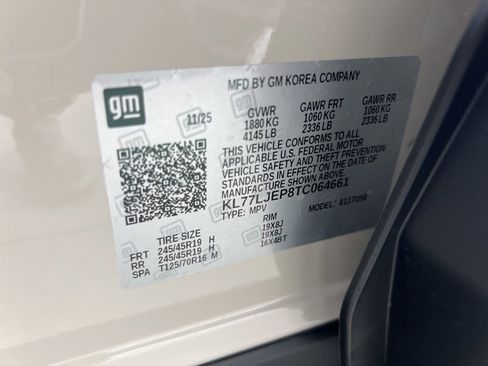 MFD BY GM KOREA COMPANY
gm
11/25 GVWR GAWR FRT GAWR RR
1880 KG 1060 KG 1060 KG
4145 LB 2336 LB 2336 LB
THIS VEHICLE CONFORMS TO ALL
APPLICABLE U.S. FEDERAL MOTOR
VEHICLE SAFETY AND THEFT PREVENTION
STANDARDS IN EFFECT ON THE DATE OF
MANUFACTURE SHOWN ABOVE.
KL77LJEP8TC064661
TYPE: MPV MODEL:
TIRE SIZE RIM
FRT 245/45R19 H 19X8J
RR 245/45R19 H 19X8J
SPA T125/70R16 M 16X4BT